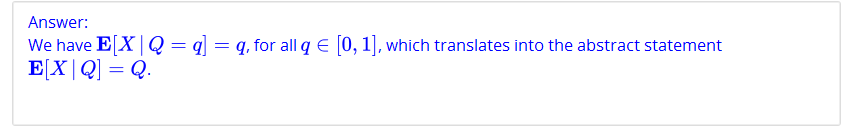 Answer:
We have E[X | Q = q] = q, for all q ∈ [0, 1], which translates into the abstract statement
E[X | Q] = Q.